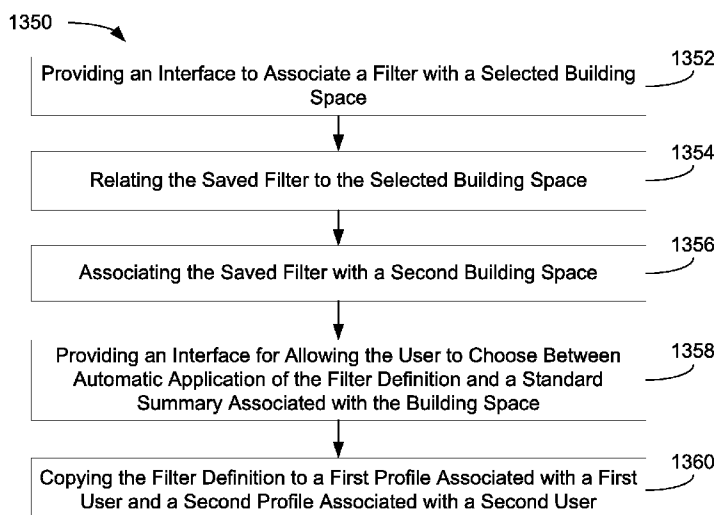 1350
1352
Providing an Interface to Associate a Filter with a Selected Building
Space
1354
Relating the Saved Filter to the Selected Building Space
1356
Associating the Saved Filter with a Second Building Space
1358
Providing an Interface for Allowing the User to Choose Between
Automatic Application of the Filter Definition and a Standard
Summary Associated with the Building Space
1360
Copying the Filter Definition to a First Profile Associated with a First
User and a Second Profile Associated with a Second User